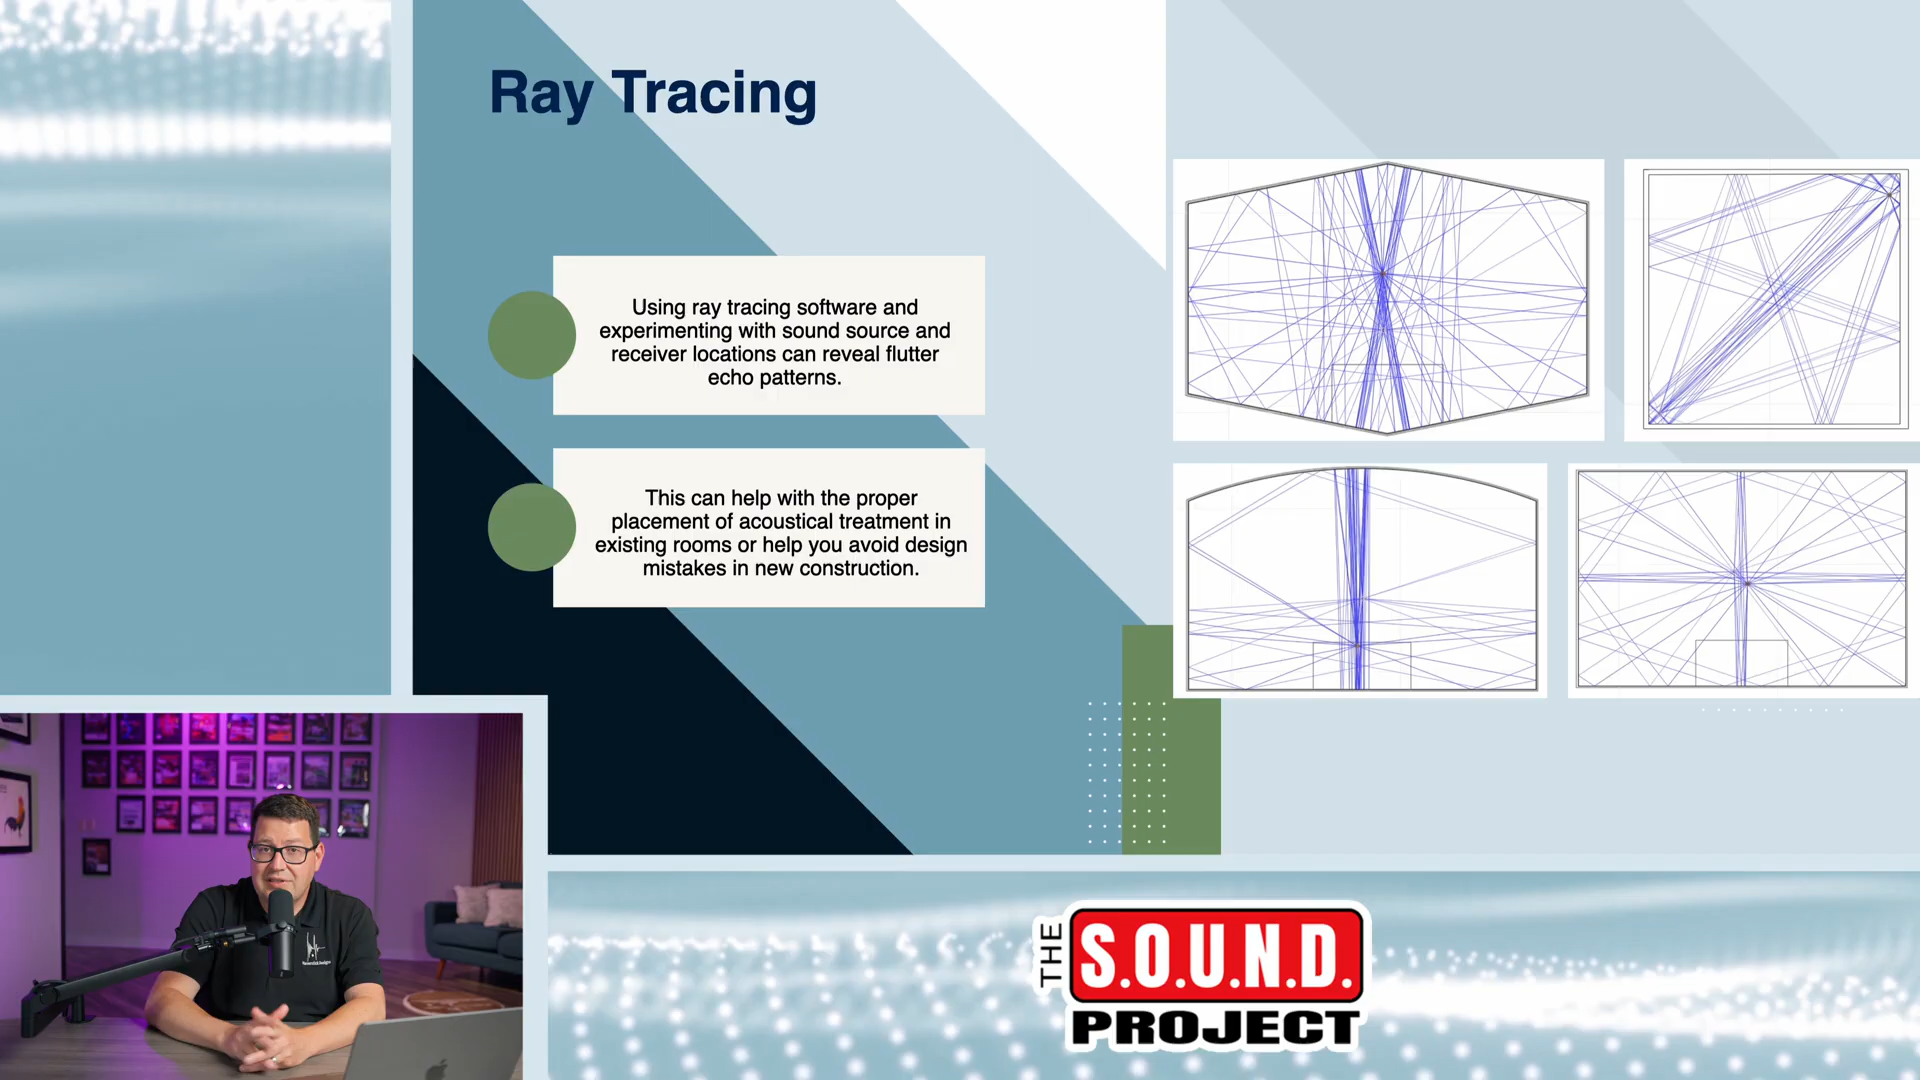 Ray Tracing
Using ray tracing software and
experimenting with sound source and
receiver locations can reveal flutter
echo patterns.
This can help with the proper
placement of acoustical treatment in
existing rooms or help you avoid design
mistakes in new construction.
THE
S.O.U.N.D.
PROJECT